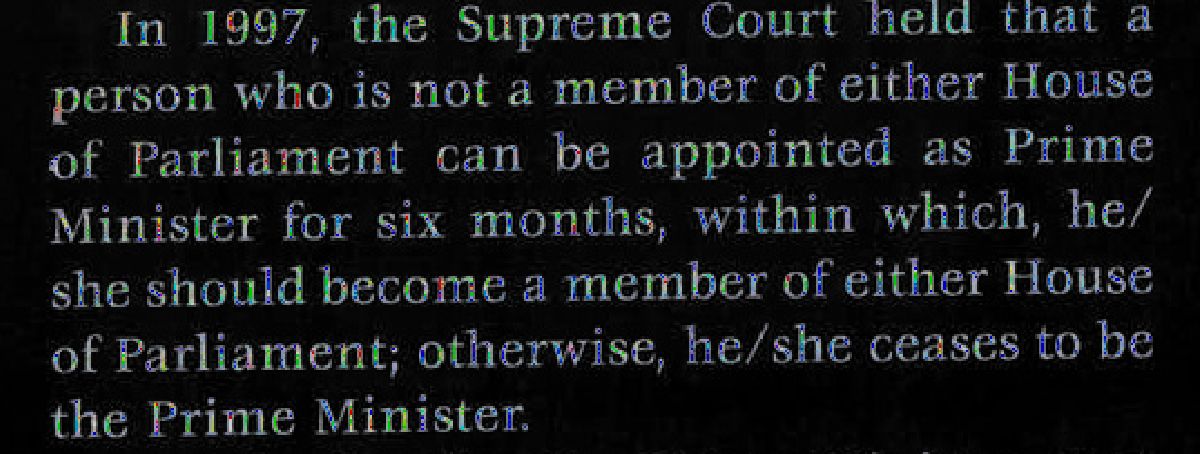 In 1997, the Supreme Court held that a
person who is not a member of either House
of Parliament can be appointed as Prime
Minister for six months, within which, he/
she should become a member of either House
of Parliament; otherwise, he/she ceases to be
the Prime Minister.